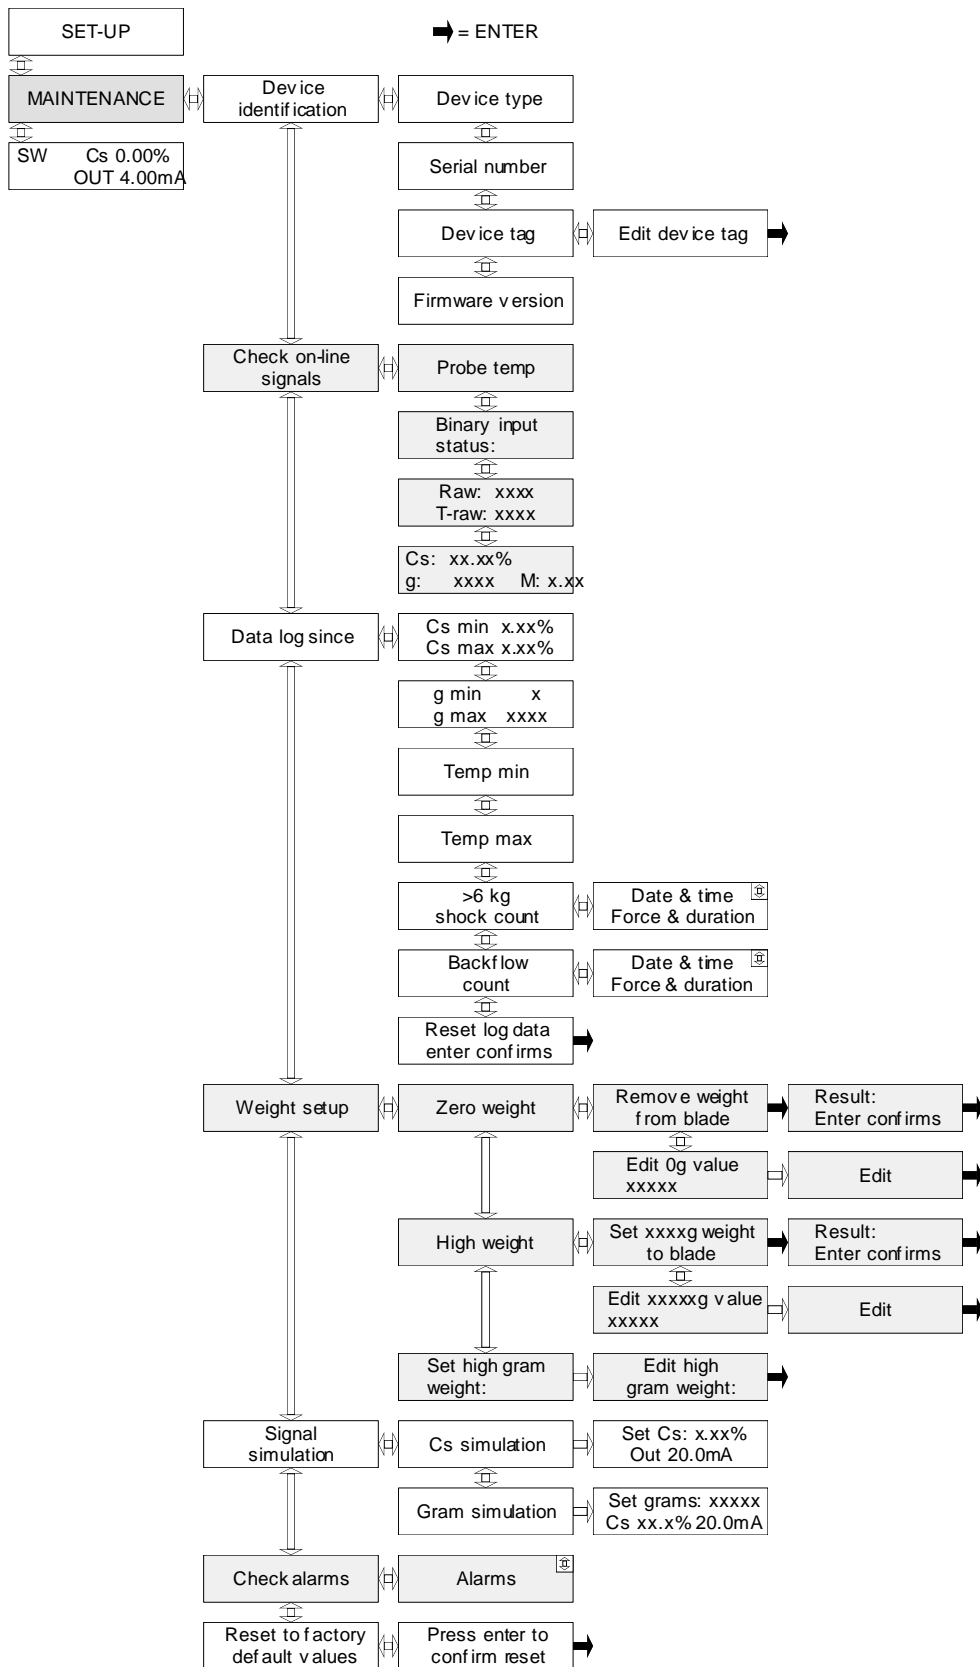 SET-UP
= ENTER
MAINTENANCE
Device
identification
Device type
SW Cs 0.00%
OUT 4.00mA
Serial number
Device tag
Edit device tag
Firmware version
Check on-line
signals
Probe temp
Binary input
status:
Raw: xxxx
T-raw: xxxx
Cs: xx.xx%
g: xxxx M: x.xx
Data log since
Cs min x.xx%
Cs max x.xx%
g min x
g max xxxx
Temp min
Temp max
>6 kg
shock count
Date & time
Force & duration
Backflow
count
Date & time
Force & duration
Reset log data
enter confirms
Weight setup
Zero weight
Remove weight
from blade
Result:
Enter confirms
Edit 0g value
xxxxx
Edit
High weight
Set xxxxg weight
to blade
Result:
Enter confirms
Edit xxxxxg value
xxxxx
Edit
Set high gram
weight:
Edit high
gram weight:
Signal
simulation
Cs simulation
Set Cs: x.xx%
Out 20.0mA
Gram simulation
Set grams: xxxxx
Cs xx.x% 20.0mA
Check alarms
Alarms
Reset to factory
default values
Press enter to
confirm reset